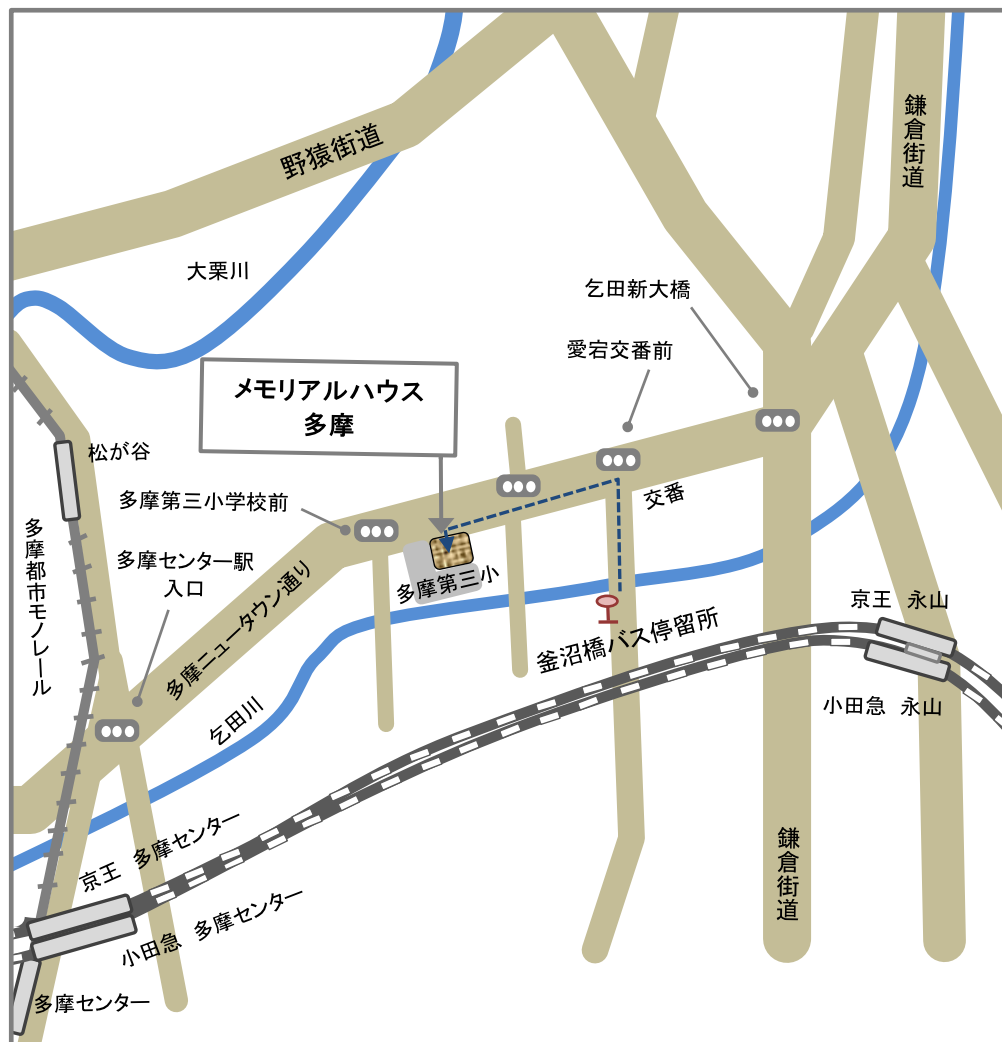 鎌倉街道
野猿街道
大栗川
乞田新大橋
愛宕交番前
メモリアルハウス
多摩
松が谷
多摩第三小学校前
交番
多摩都市モノレール
多摩センター駅
入口
多摩ニュータウン通り
多摩第三小
釜沼橋バス停留所
京王 永山
小田急 永山
乞田川
京王 多摩センター
鎌倉街道
小田急 多摩センター
多摩センター